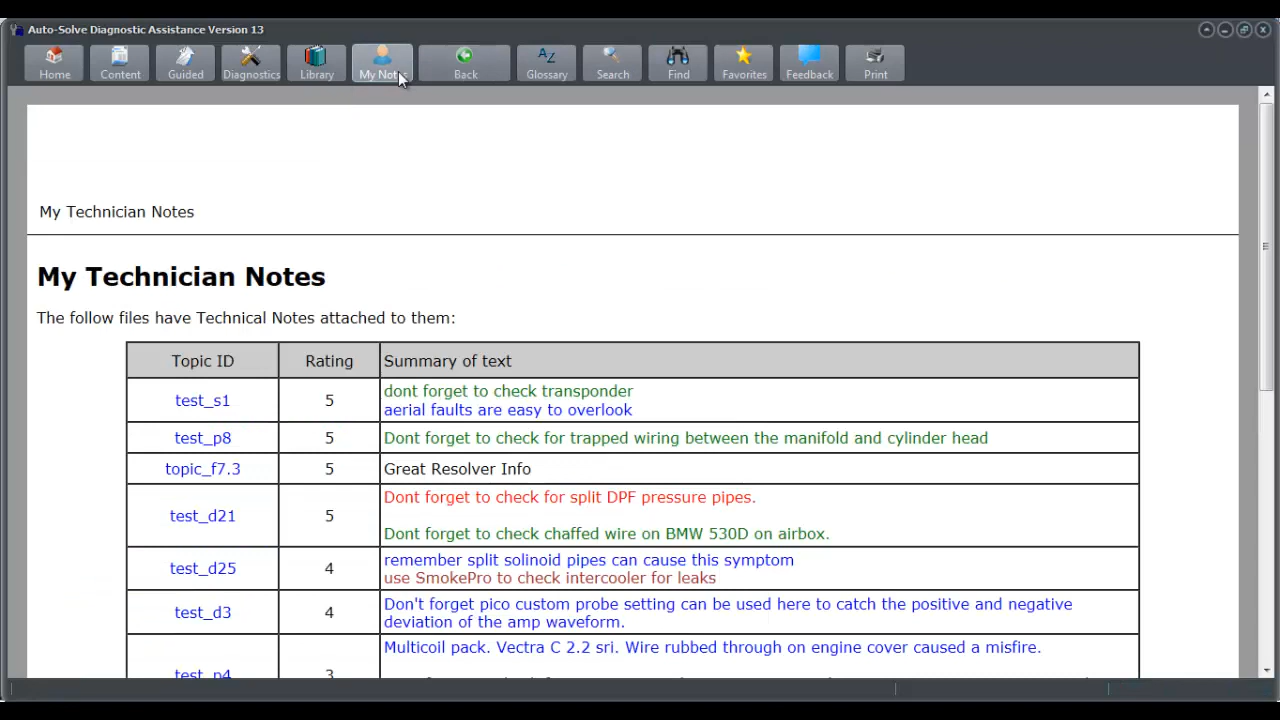 Auto-Solve Diagnostic Assistance Version 13
Home Content Guided Diagnostics Library My Back Glossary Search Find Favorites Feedback Print
My Technician Notes
My Technician Notes
The follow files have Technical Notes attached to them:
Topic ID Rating Summary of text
test_s1 5 dont forget to check transponder
aerial faults are easy to overlook
test_p8 5 Dont forget to check for trapped wiring between the manifold and cylinder head
topic_f7.3 5 Great Resolver Info
test_d21 5 Dont forget to check for split DPF pressure pipes.
Dont forget to check chaffed wire on BMW 530D on airbox.
test_d25 4 remember split solinoid pipes can cause this symptom
use SmokePro to check intercooler for leaks
test_d3 4 Don't forget pico custom probe setting can be used here to catch the positive and negative
deviation of the amp waveform.
test_p4 3 Multicoil pack. Vectra C 2.2 sri. Wire rubbed through on engine cover caused a misfire.